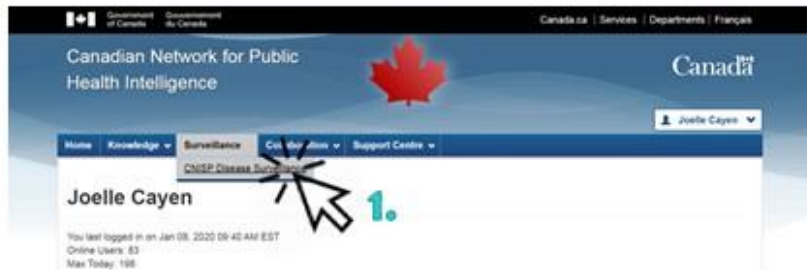 Government of Canada Gouvernement du Canada
Canada.ca | Services | Departments | Français
Canadian Network for Public
Health Intelligence
Canada
Joelle Cayen
Home Knowledge Surveillance Support Centre
CNISP Disease
1.
Joelle Cayen
You last logged in on Jan 08, 2020 09:40 AM EST
Online Users: 83
Max Today: 198